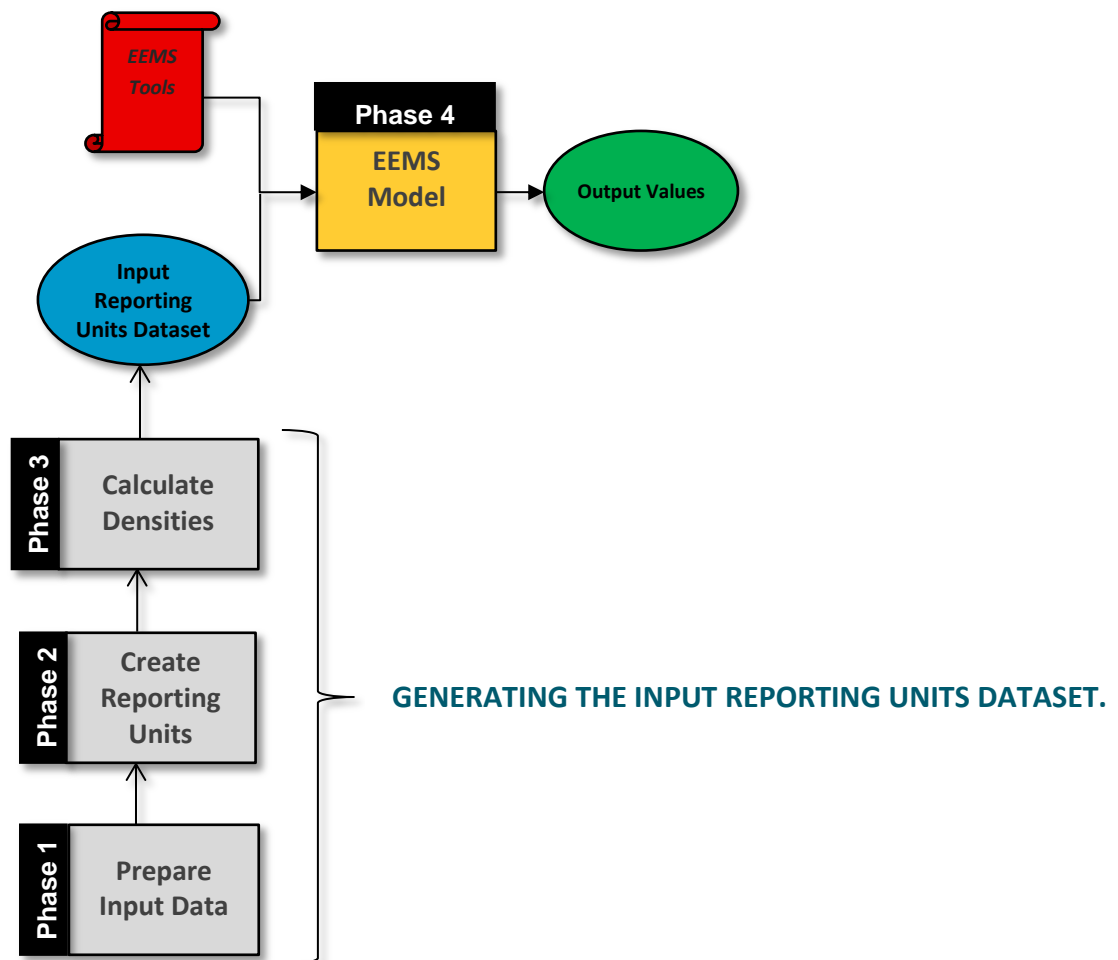 EEMS
Tools
Phase 4
EEMS
Model
Output Values
Input
Reporting
Units Dataset
Phase 3
Calculate
Densities
Phase 2
Create
Reporting
Units
GENERATING THE INPUT REPORTING UNITS DATASET.
Phase 1
Prepare
Input Data